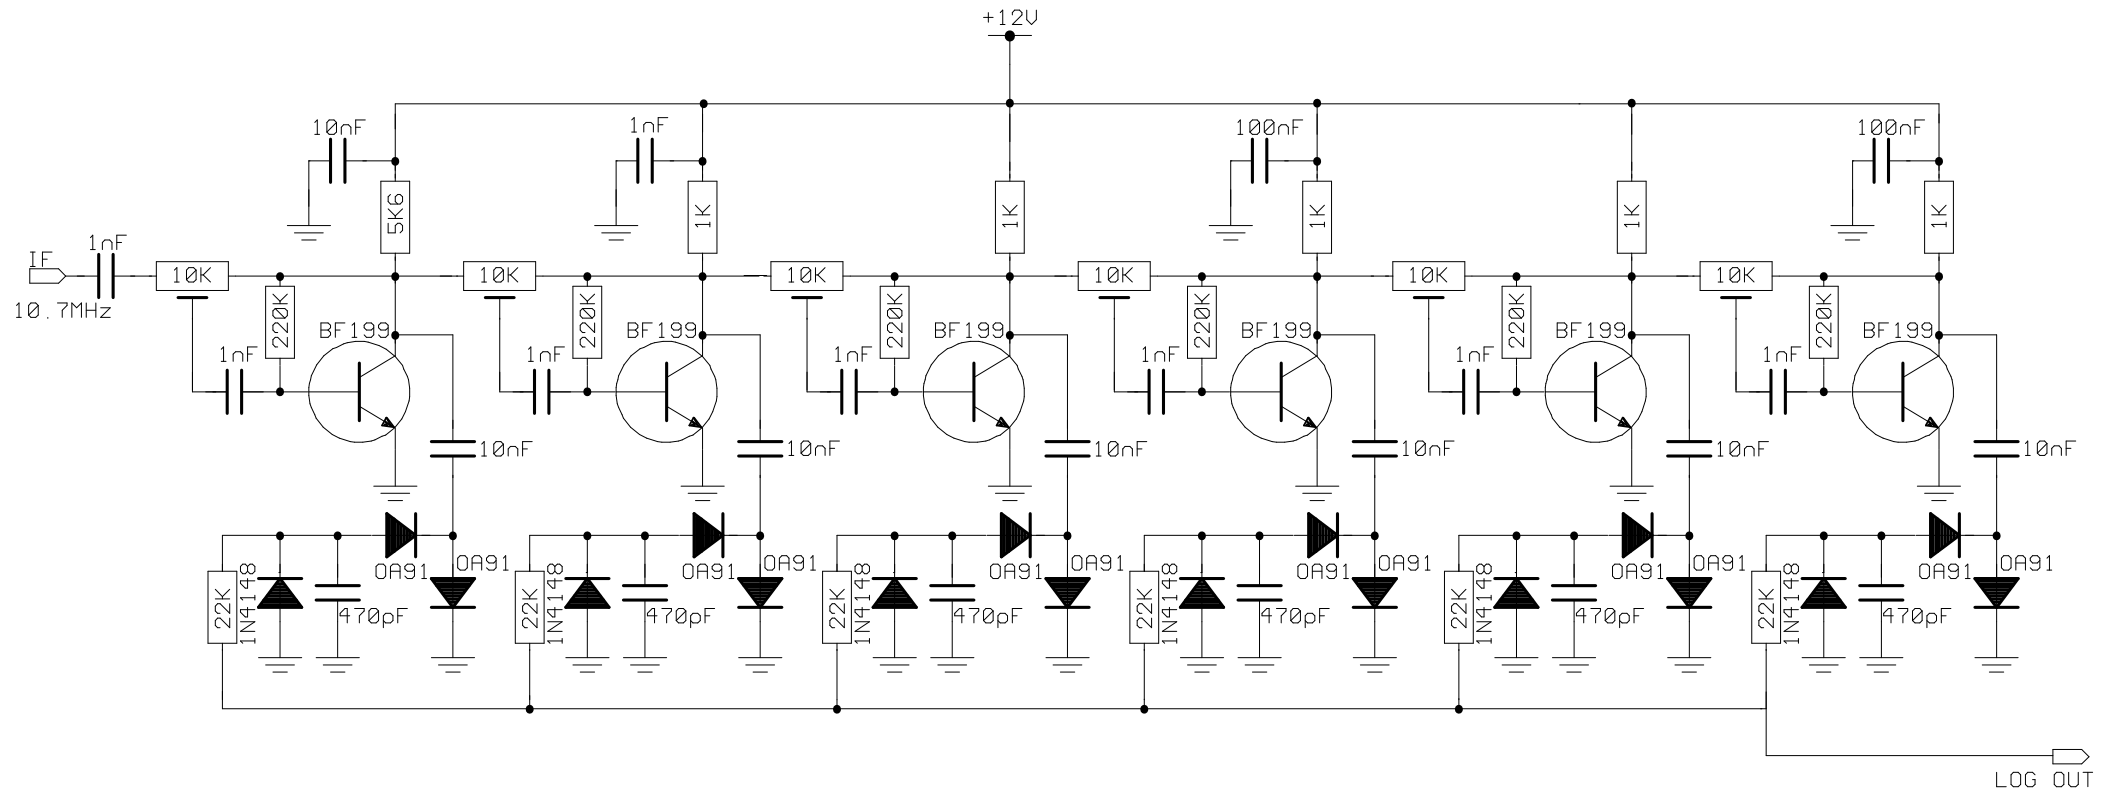 +12V
10nF
1nF
100nF
100nF
5K6
1K
1K
1K
1K
1K
IF
1nF
10.7MHz
10K
10K
10K
10K
10K
10K
220K
220K
220K
220K
220K
220K
BF199
BF199
BF199
BF199
BF199
BF199
1nF
1nF
1nF
1nF
1nF
1nF
10nF
10nF
10nF
10nF
10nF
10nF
OA91
OA91
OA91
OA91
OA91
OA91
OA91
OA91
OA91
OA91
OA91
OA91
22K
1N4148
470pF
22K
1N4148
470pF
22K
1N4148
470pF
22K
1N4148
470pF
22K
1N4148
470pF
22K
1N4148
470pF
LOG OUT